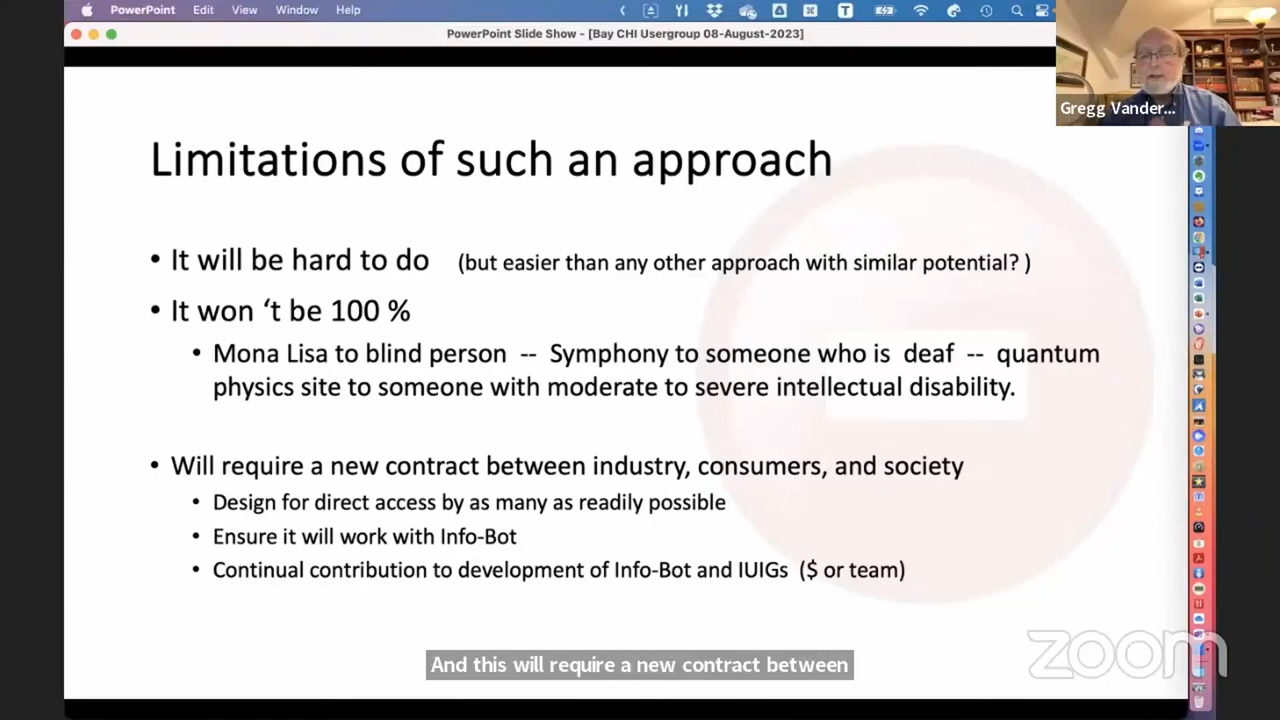 PowerPoint Edit View Window Help
PowerPoint Slide Show - [Bay CHI Usergroup 08-August-2023]
Gregg Vander...
Limitations of such an approach
• It will be hard to do (but easier than any other approach with similar potential? )
• It won ‘t be 100 %
• Mona Lisa to blind person -- Symphony to someone who is deaf -- quantum
physics site to someone with moderate to severe intellectual disability.
• Will require a new contract between industry, consumers, and society
• Design for direct access by as many as readily possible
• Ensure it will work with Info-Bot
• Continual contribution to development of Info-Bot and IUIGs ($ or team)
And this will require a new contract between
zoom